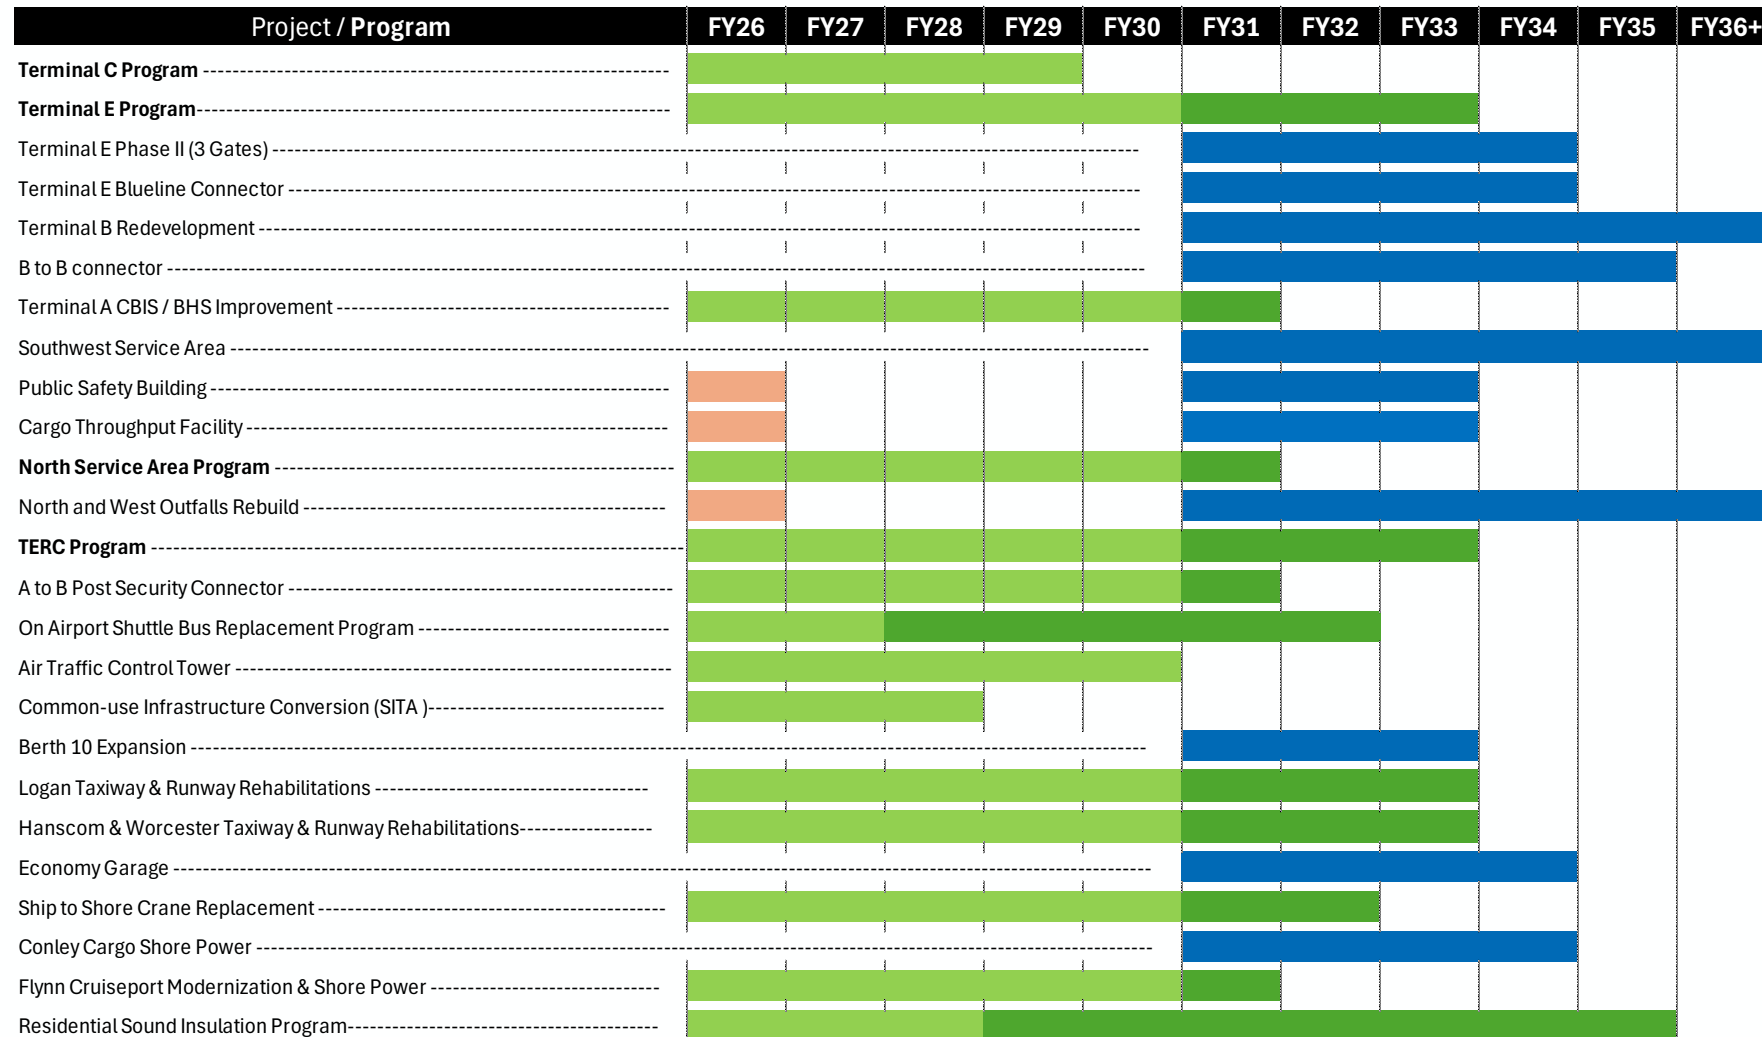 Project / Program FY26 FY27 FY28 FY29 FY30 FY31 FY32 FY33 FY34 FY35 FY36+
Terminal C Program
Terminal E Program
Terminal E Phase II (3 Gates)
Terminal E Blueline Connector
Terminal B Redevelopment
B to B connector
Terminal A CBIS / BHS Improvement
Southwest Service Area
Public Safety Building
Cargo Throughput Facility
North Service Area Program
North and West Outfalls Rebuild
TERC Program
A to B Post Security Connector
On Airport Shuttle Bus Replacement Program
Air Traffic Control Tower
Common-use Infrastructure Conversion (SITA )
Berth 10 Expansion
Logan Taxiway & Runway Rehabilitations
Hanscom & Worcester Taxiway & Runway Rehabilitations
Economy Garage
Ship to Shore Crane Replacement
Conley Cargo Shore Power
Flynn Cruiseport Modernization & Shore Power
Residential Sound Insulation Program